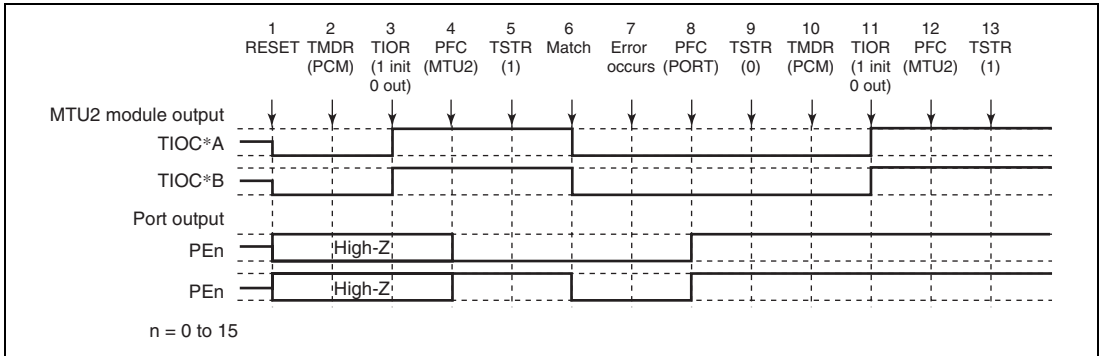 1 2 3 4 5 6 7 8 9 10 11 12 13
RESET TMDR TIOR PFC TSTR Match Error PFC TSTR TMDR TIOR PFC TSTR
(PCM) (1 init (MTU2) (1) occurs (PORT) (0) (PCM) (1 init (MTU2) (1)
0 out) 0 out)
MTU2 module output
TIOC*A
TIOC*B
Port output
PEn High-Z
PEn High-Z
n = 0 to 15